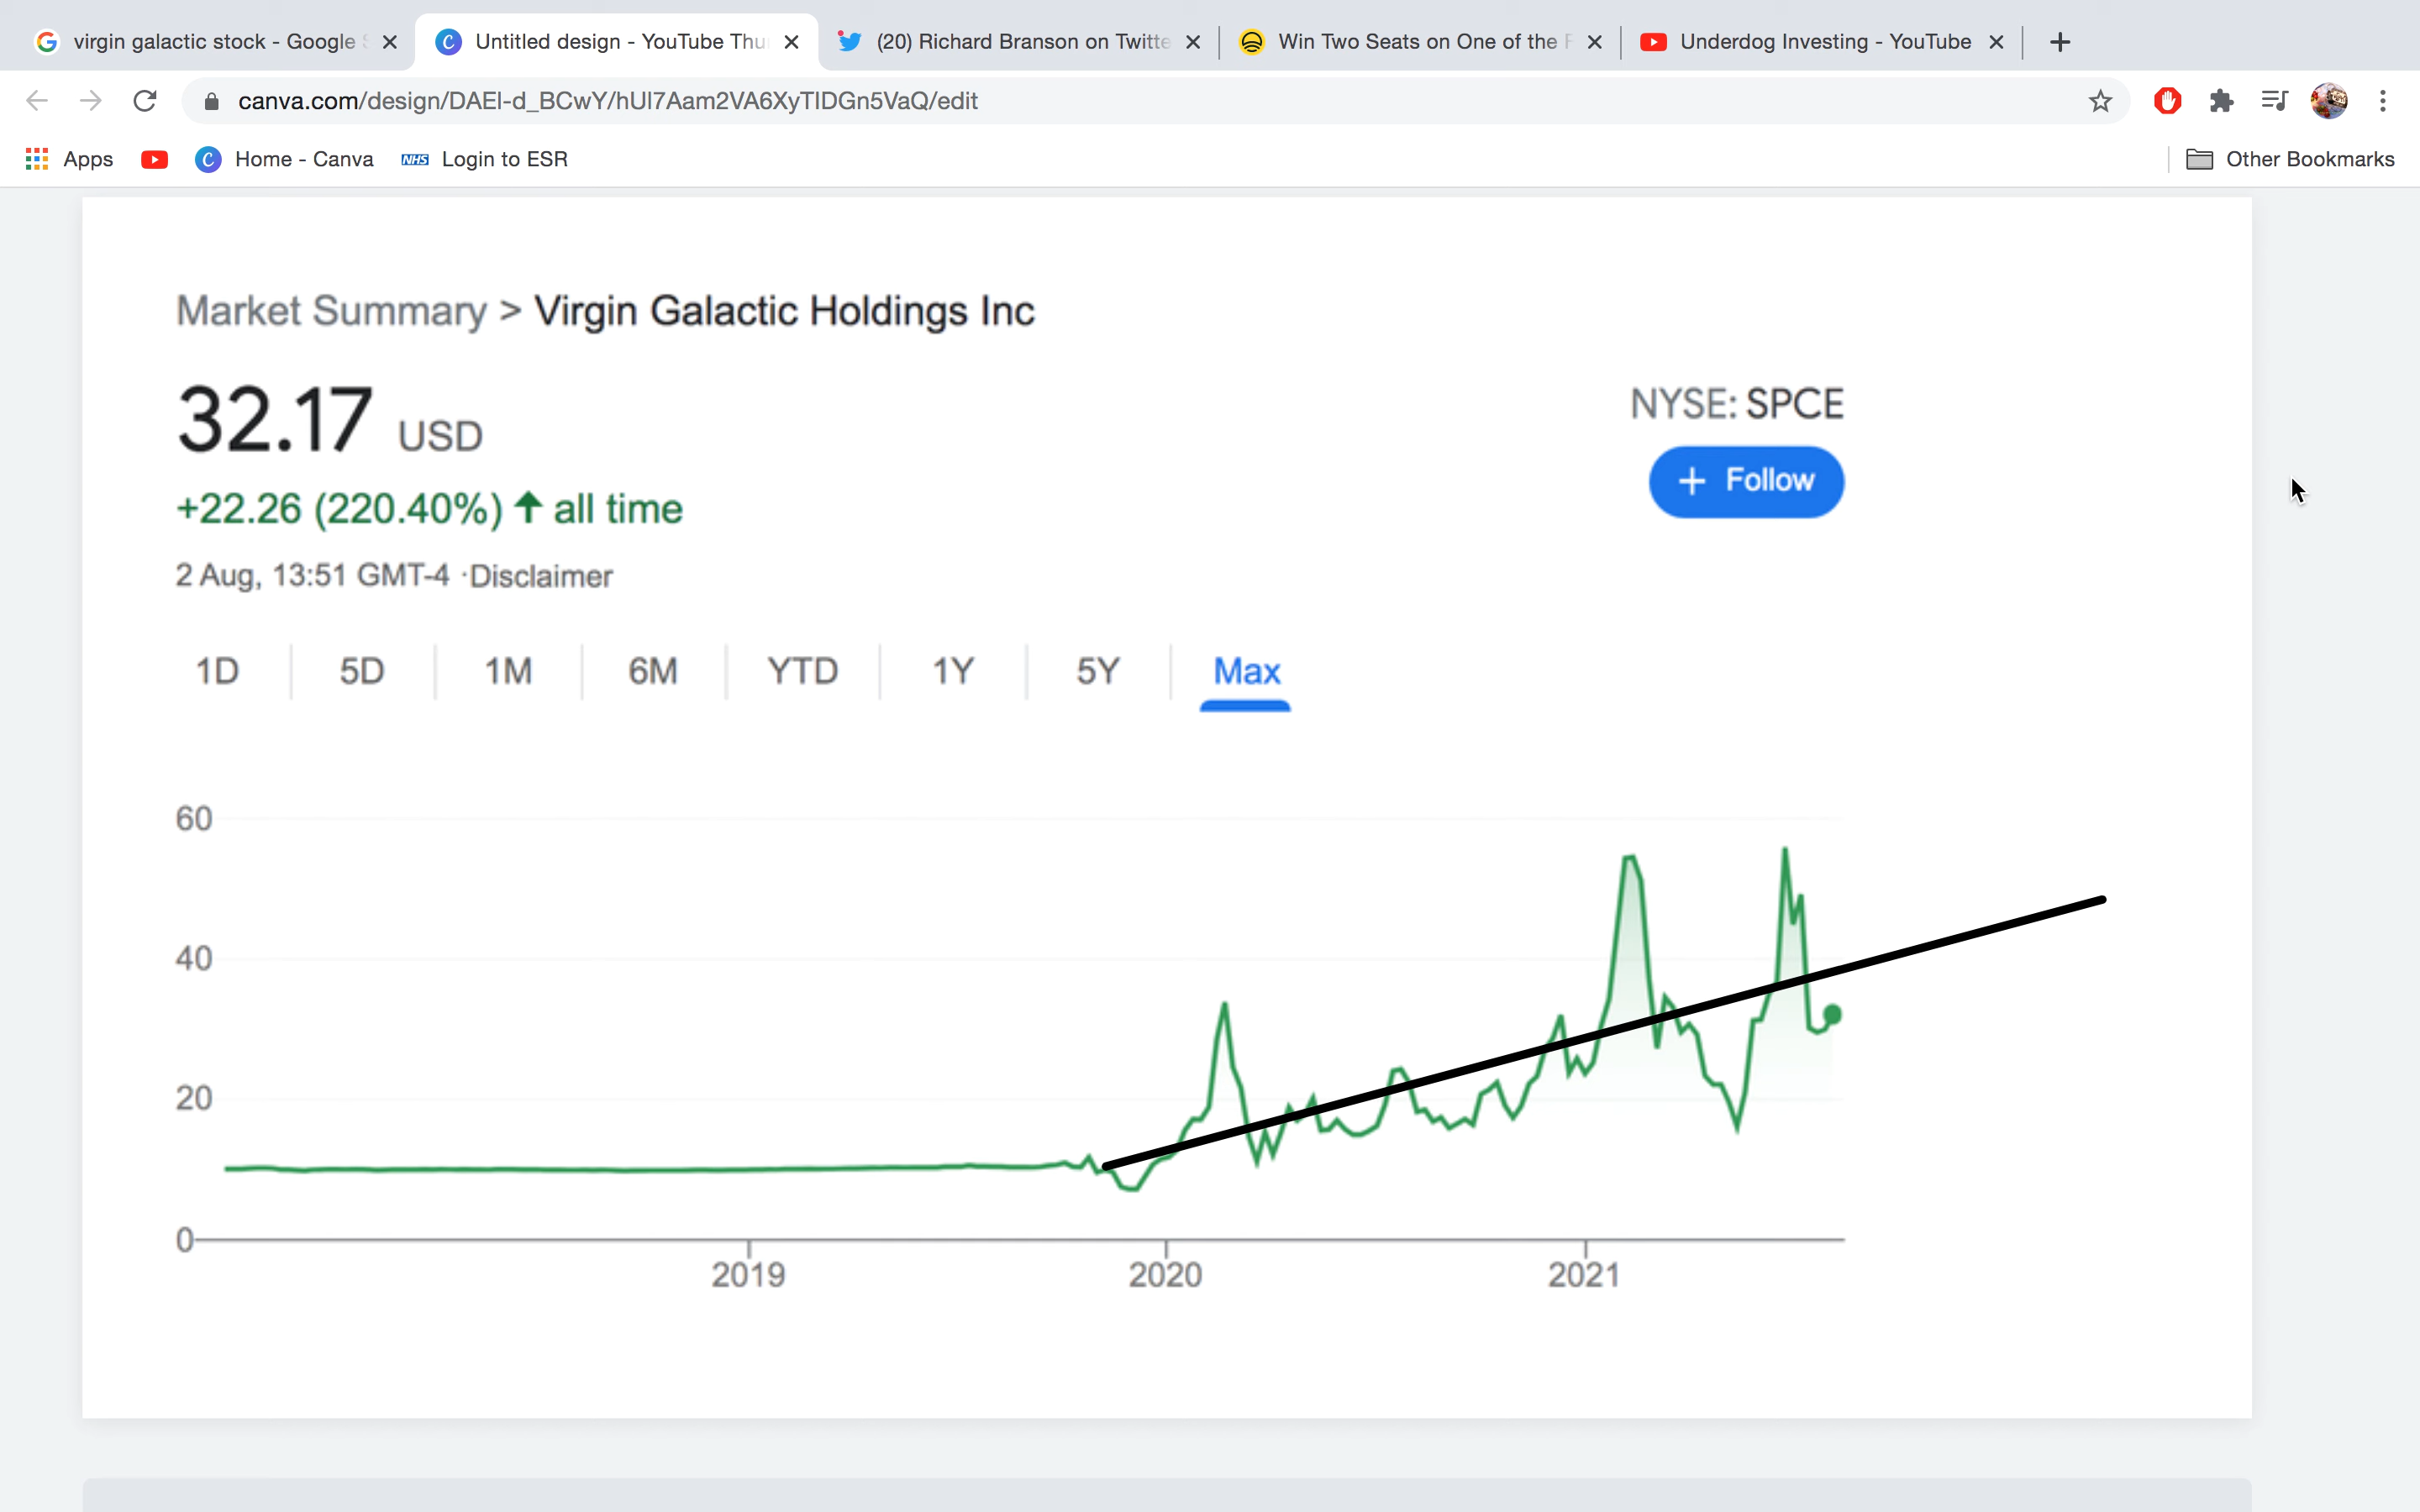 virgin galactic stock - Google
Untitled design - YouTube Thu
(20) Richard Branson on Twitte
Win Two Seats on One of the F
Underdog Investing - YouTube
canva.com/design/DAEl-d_BCwY/hUl7Aam2VA6XyTlDGn5VaQ/edit
Apps
Home - Canva
NHS
Login to ESR
Other Bookmarks
Market Summary > Virgin Galactic Holdings Inc
32.17 USD
NYSE: SPCE
+ Follow
+22.26 (220.40%) ↑ all time
2 Aug, 13:51 GMT-4 · Disclaimer
1D 5D 1M 6M YTD 1Y 5Y Max
60
40
20
0
2019 2020 2021